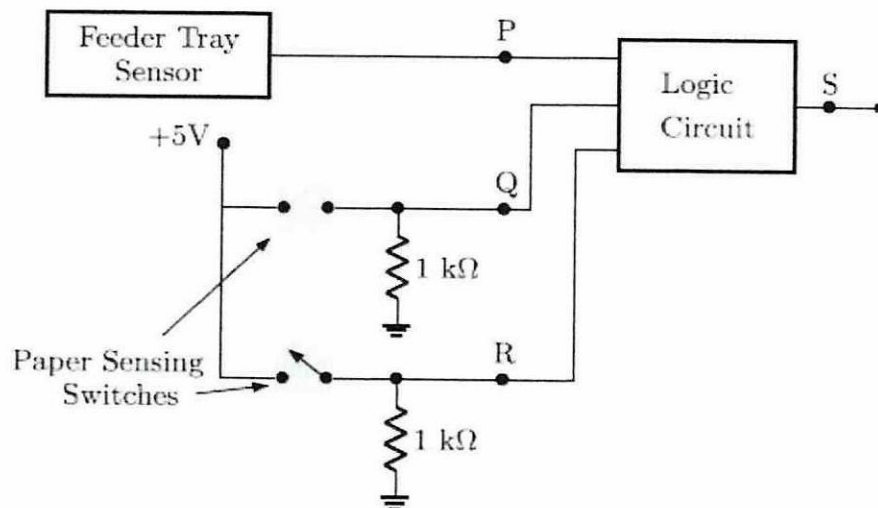 Feeder Tray
Sensor
P
Logic
Circuit
S
+5V
Q
1 kΩ
Paper Sensing
Switches
R
1 kΩ